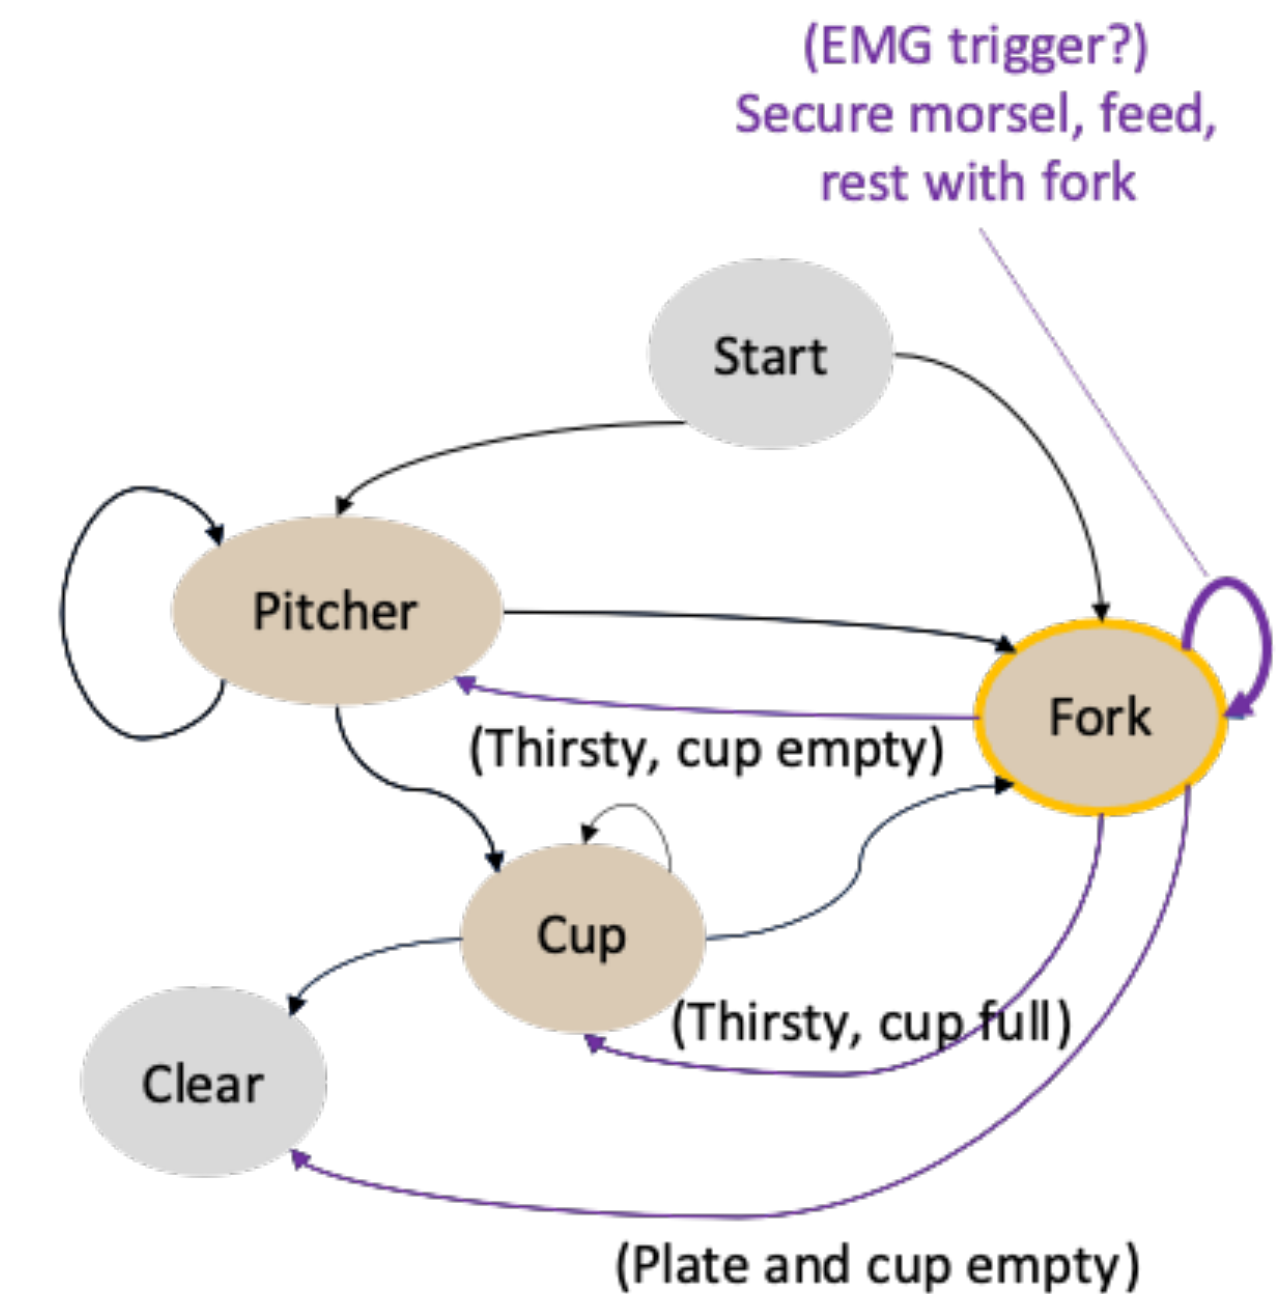 (EMG trigger?)
Secure morsel, feed,
rest with fork
Start
Pitcher
Fork
(Thirsty, cup empty)
Cup
(Thirsty, cup full)
Clear
(Plate and cup empty)